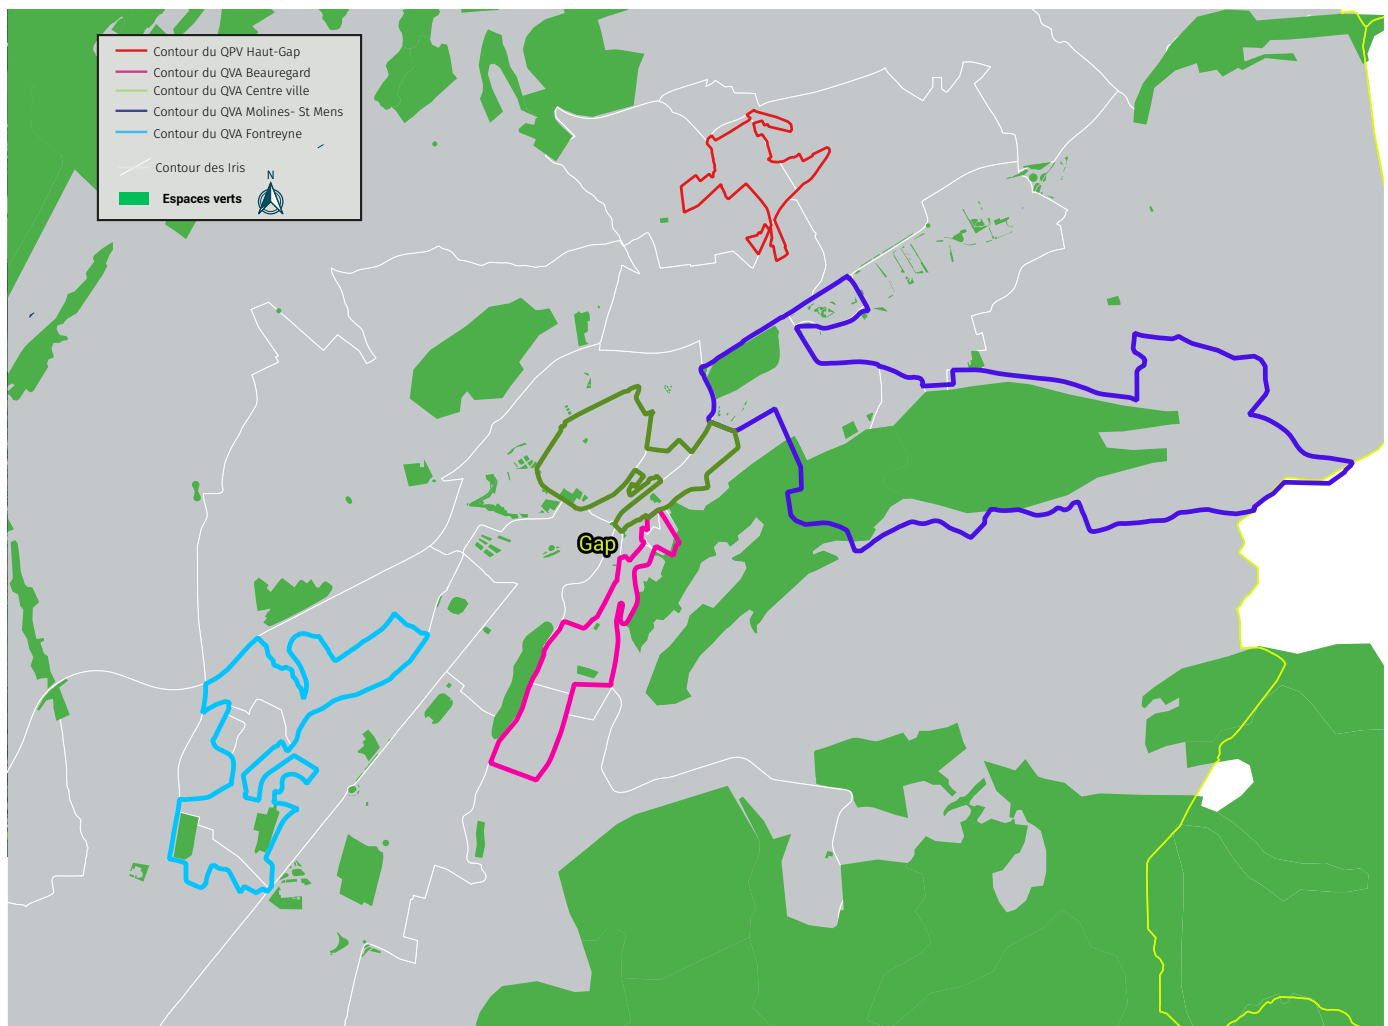 Contour du QPV Haut-Gap
Contour du QVA Beauregard
Contour du QVA Centre ville
Contour du QVA Molines- St Mens
Contour du QVA Fontreyne
Contour des Iris
N
Espaces verts
Gap